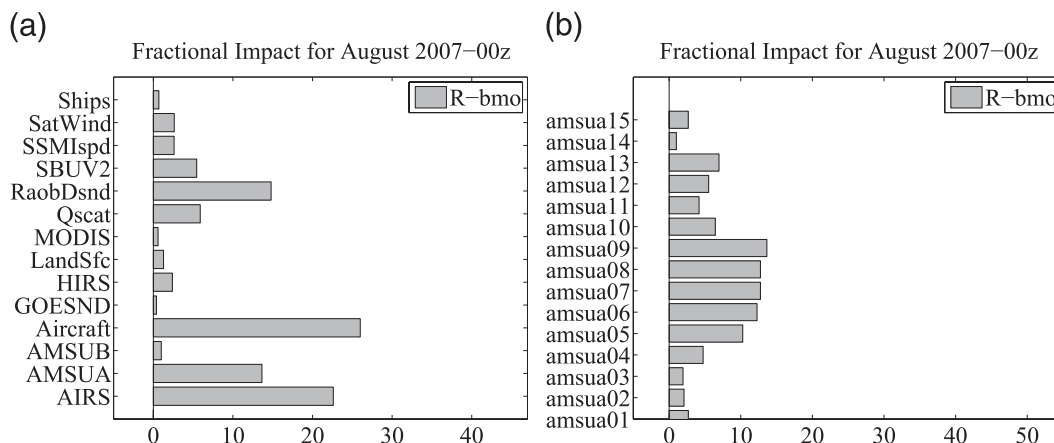 (a)
Fractional Impact for August 2007−00z
R−bmo
Ships
SatWind
SSMIspd
SBUV2
RaobDsnd
Qscat
MODIS
LandSfc
HIRS
GOESND
Aircraft
AMSUB
AMSUA
AIRS
0 10 20 30 40
(b)
Fractional Impact for August 2007−00z
R−bmo
amsua15
amsua14
amsua13
amsua12
amsua11
amsua10
amsua09
amsua08
amsua07
amsua06
amsua05
amsua04
amsua03
amsua02
amsua01
0 10 20 30 40 50